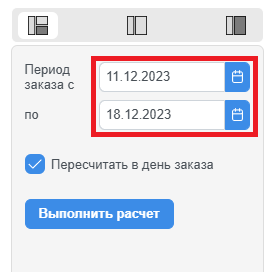 Период
заказа с
11.12.2023
по
18.12.2023
Пересчитать в день заказа
Выполнить расчет